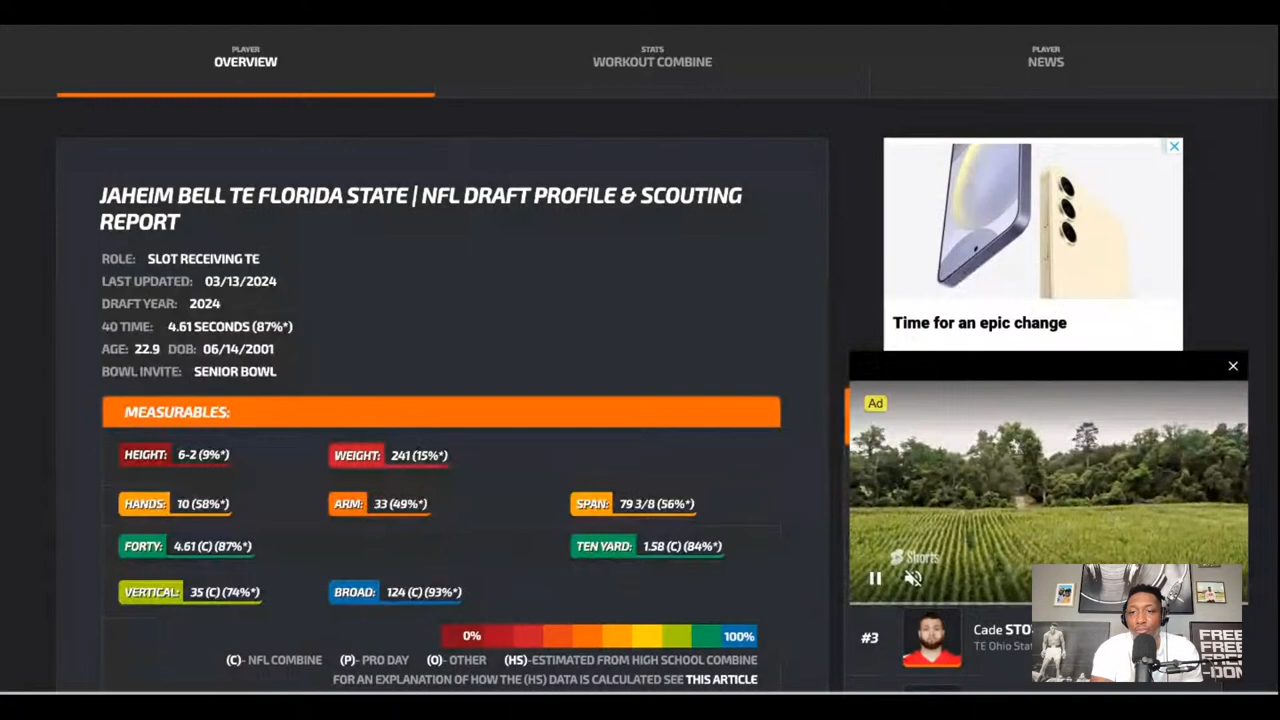 PLAYER
OVERVIEW
STATS
WORKOUT COMBINE
PLAYER
NEWS
JAHEIM BELL TE FLORIDA STATE | NFL DRAFT PROFILE & SCOUTING
REPORT
ROLE: SLOT RECEIVING TE
LAST UPDATED: 03/13/2024
DRAFT YEAR: 2024
40 TIME: 4.61 SECONDS (87%*)
AGE: 22.9 DOB: 06/14/2001
BOWL INVITE: SENIOR BOWL
MEASURABLES:
HEIGHT: 6-2 (9%*)
WEIGHT: 241 (15%*)
HANDS: 10 (58%*)
ARM: 33 (49%*)
SPAN: 79 3/8 (56%*)
FORTY: 4.61 (C) (87%*)
TEN YARD: 1.58 (C) (84%*)
VERTICAL: 35 (C) (74%*)
BROAD: 124 (C) (93%*)
0%
100%
(C)- NFL COMBINE (P)- PRO DAY (O)- OTHER (HS)-ESTIMATED FROM HIGH SCHOOL COMBINE
FOR AN EXPLANATION OF HOW THE (HS) DATA IS CALCULATED SEE THIS ARTICLE
Time for an epic change
Ad
Shorts
#3
Cade STO
TE Ohio Stat
FREE